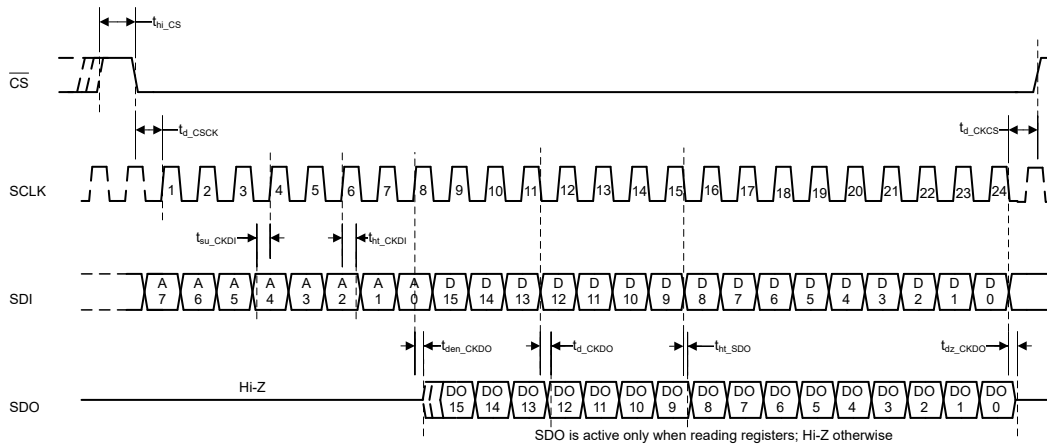 t_hi_CS
CS
t_d_CSCK
t_d_CKCS
SCLK
1 2 3 4 5 6 7 8 9 10 11 12 13 14 15 16 17 18 19 20 21 22 23 24
t_su_CKDI
t_ht_CKDI
SDI
A A A A A A A A D D D D D D D D D D D D D D D D
7 6 5 4 3 2 1 0 15 14 13 12 11 10 9 8 7 6 5 4 3 2 1 0
t_den_CKDO
t_d_CKDO
t_ht_SDO
t_dz_CKDO
Hi-Z
SDO
DO DO DO DO DO DO DO DO DO DO DO DO DO DO DO DO
15 14 13 12 11 10 9 8 7 6 5 4 3 2 1 0
SDO is active only when reading registers; Hi-Z otherwise